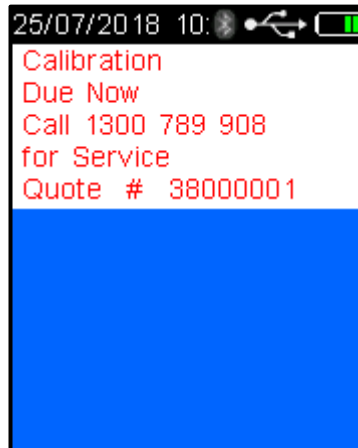 25/07/2018 10:
Calibration
Due Now
Call 1300 789 908
for Service
Quote # 38000001